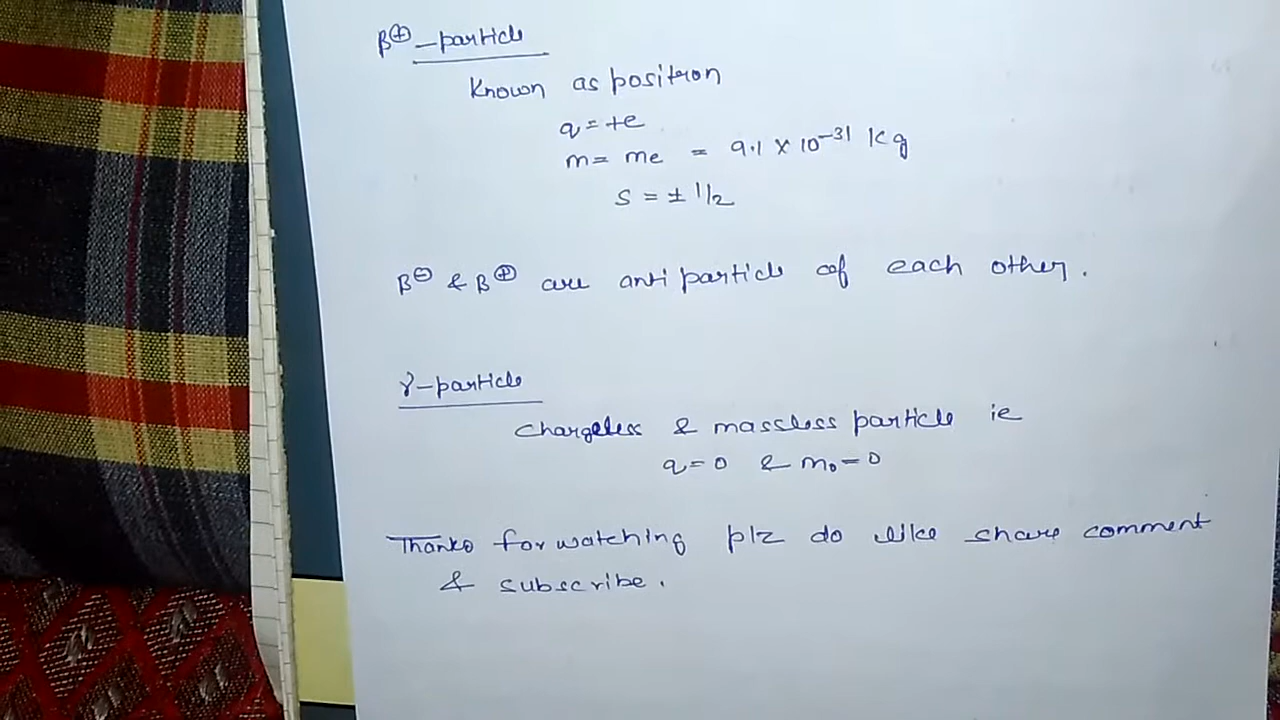 β⊕-particle
Known as positron
q = +e
m = me = 9.1 × 10⁻³¹ kg
s = ± 1/2
β⊖ & β⊕ are anti particle of each other.
γ-particle
Chargeless & massless particle ie
q = 0 & m₀ = 0
Thanks for watching plz do like share comment
& subscribe.